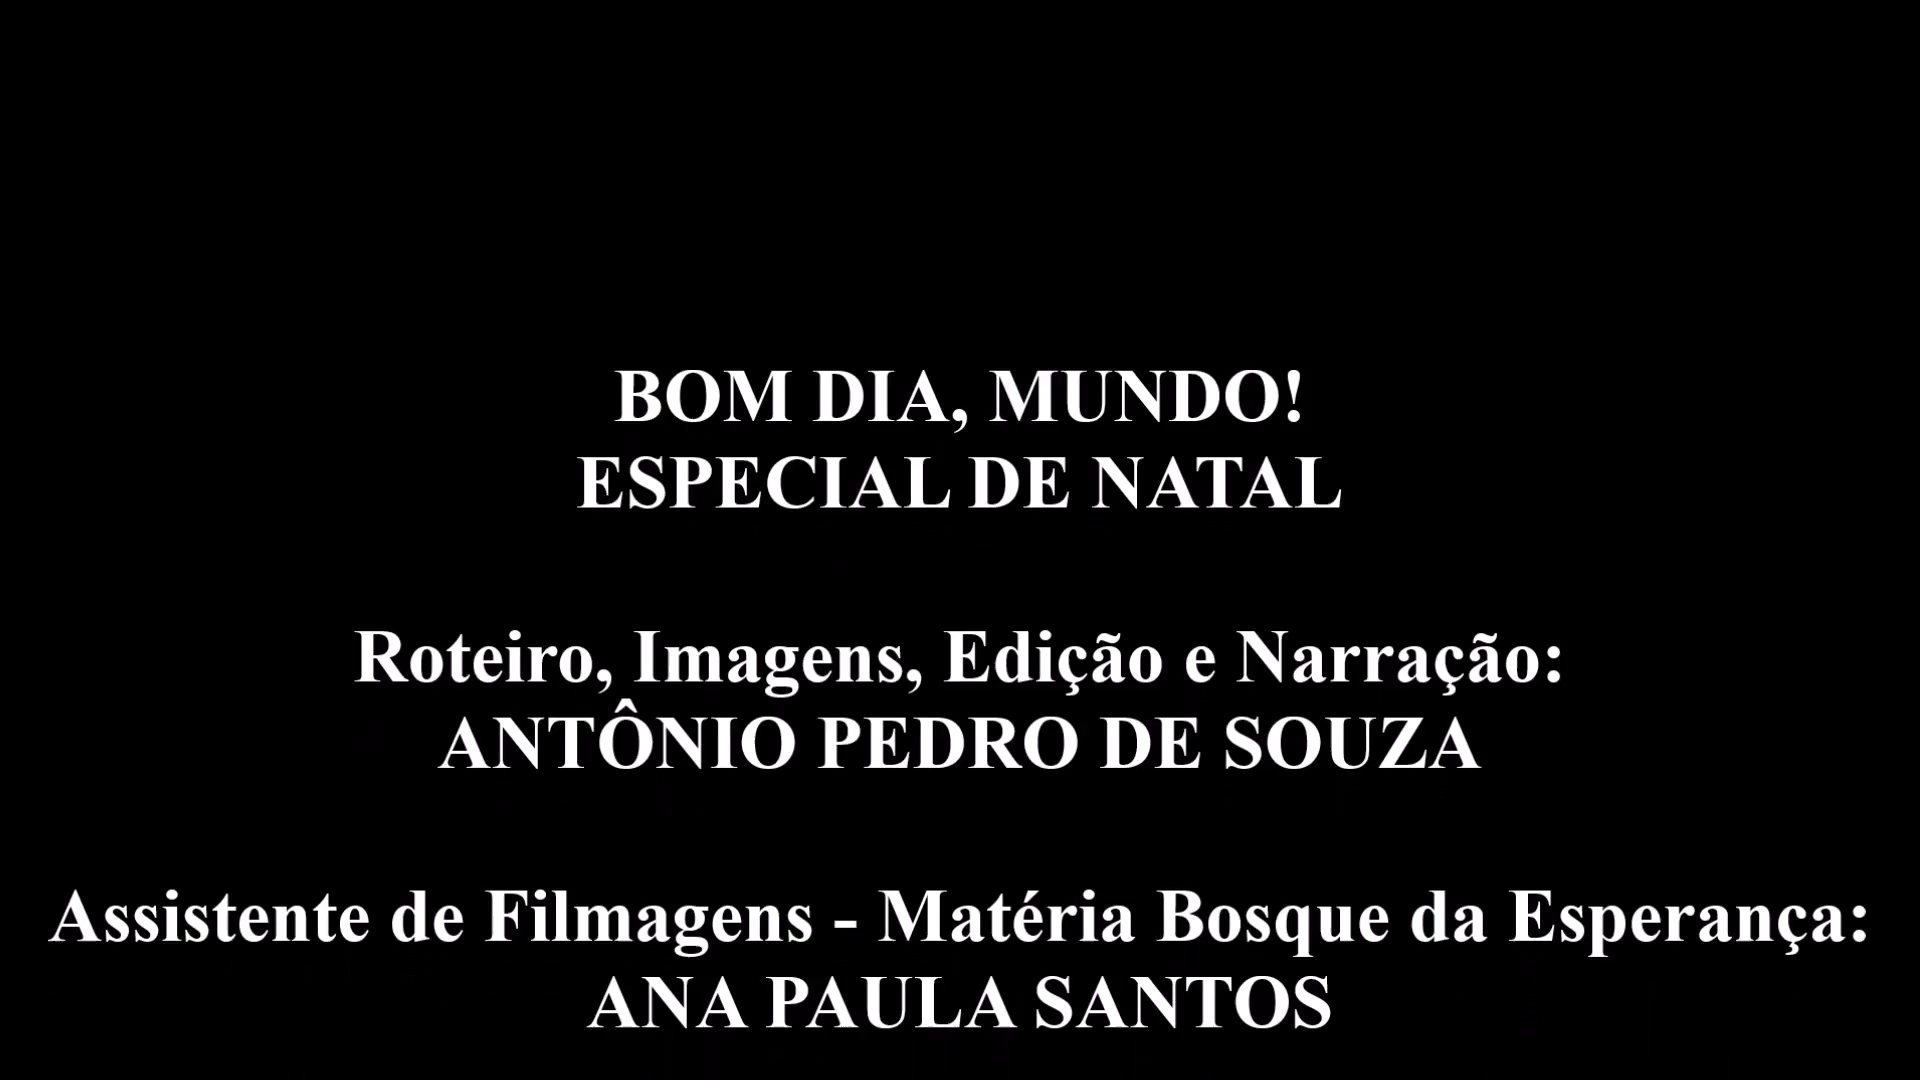 BOM DIA, MUNDO!
ESPECIAL DE NATAL
Roteiro, Imagens, Edição e Narração:
ANTÔNIO PEDRO DE SOUZA
Assistente de Filmagens - Matéria Bosque da Esperança:
ANA PAULA SANTOS